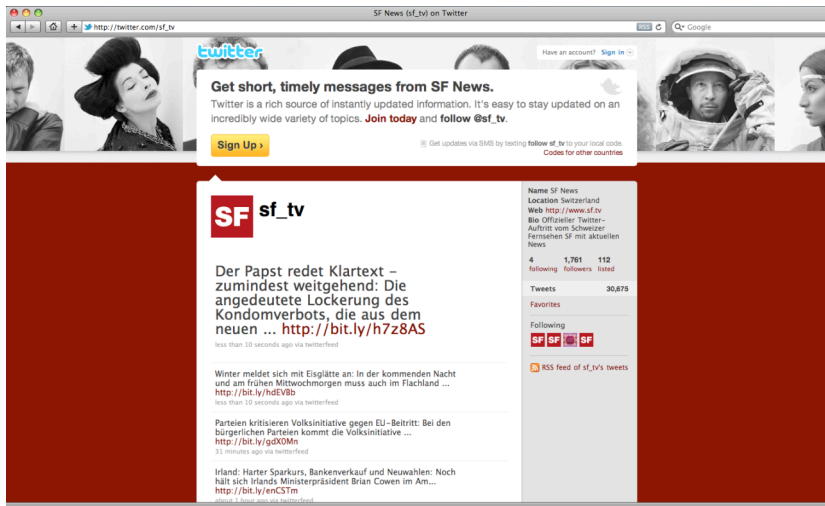 SF News (sf_tv) on Twitter
http://twitter.com/sf_tv
RSS
Google
twitter
Have an account? Sign in
Get short, timely messages from SF News.
Twitter is a rich source of instantly updated information. It's easy to stay updated on an
incredibly wide variety of topics. Join today and follow @sf_tv.
Sign Up ›
Get updates via SMS by texting follow sf_tv to your local code.
Codes for other countries
SF
sf_tv
Der Papst redet Klartext –
zumindest weitgehend: Die
angedeutete Lockerung des
Kondomverbots, die aus dem
neuen ... http://bit.ly/h7z8AS
less than 10 seconds ago via twitterfeed
Winter meldet sich mit Eisglätte an: In der kommenden Nacht
und am frühen Mittwochmorgen muss auch im Flachland ...
http://bit.ly/hdEVBb
less than 10 seconds ago via twitterfeed
Parteien kritisieren Volksinitiative gegen EU-Beitritt: Bei den
bürgerlichen Parteien kommt die Volksinitiative ...
http://bit.ly/gdX0Mn
31 minutes ago via twitterfeed
Irland: Harter Sparkurs, Bankenverkauf und Neuwahlen: Noch
hält sich Irlands Ministerpräsident Brian Cowen im Am...
http://bit.ly/enCSTm
about 1 hour ago via twitterfeed
Name SF News
Location Switzerland
Web http://www.sf.tv
Bio Offizieller Twitter-
Auftritt vom Schweizer
Fernsehen SF mit aktuellen
News
4 1,761 112
following followers listed
Tweets 30,675
Favorites
Following
SF SF SF
RSS feed of sf_tv's tweets